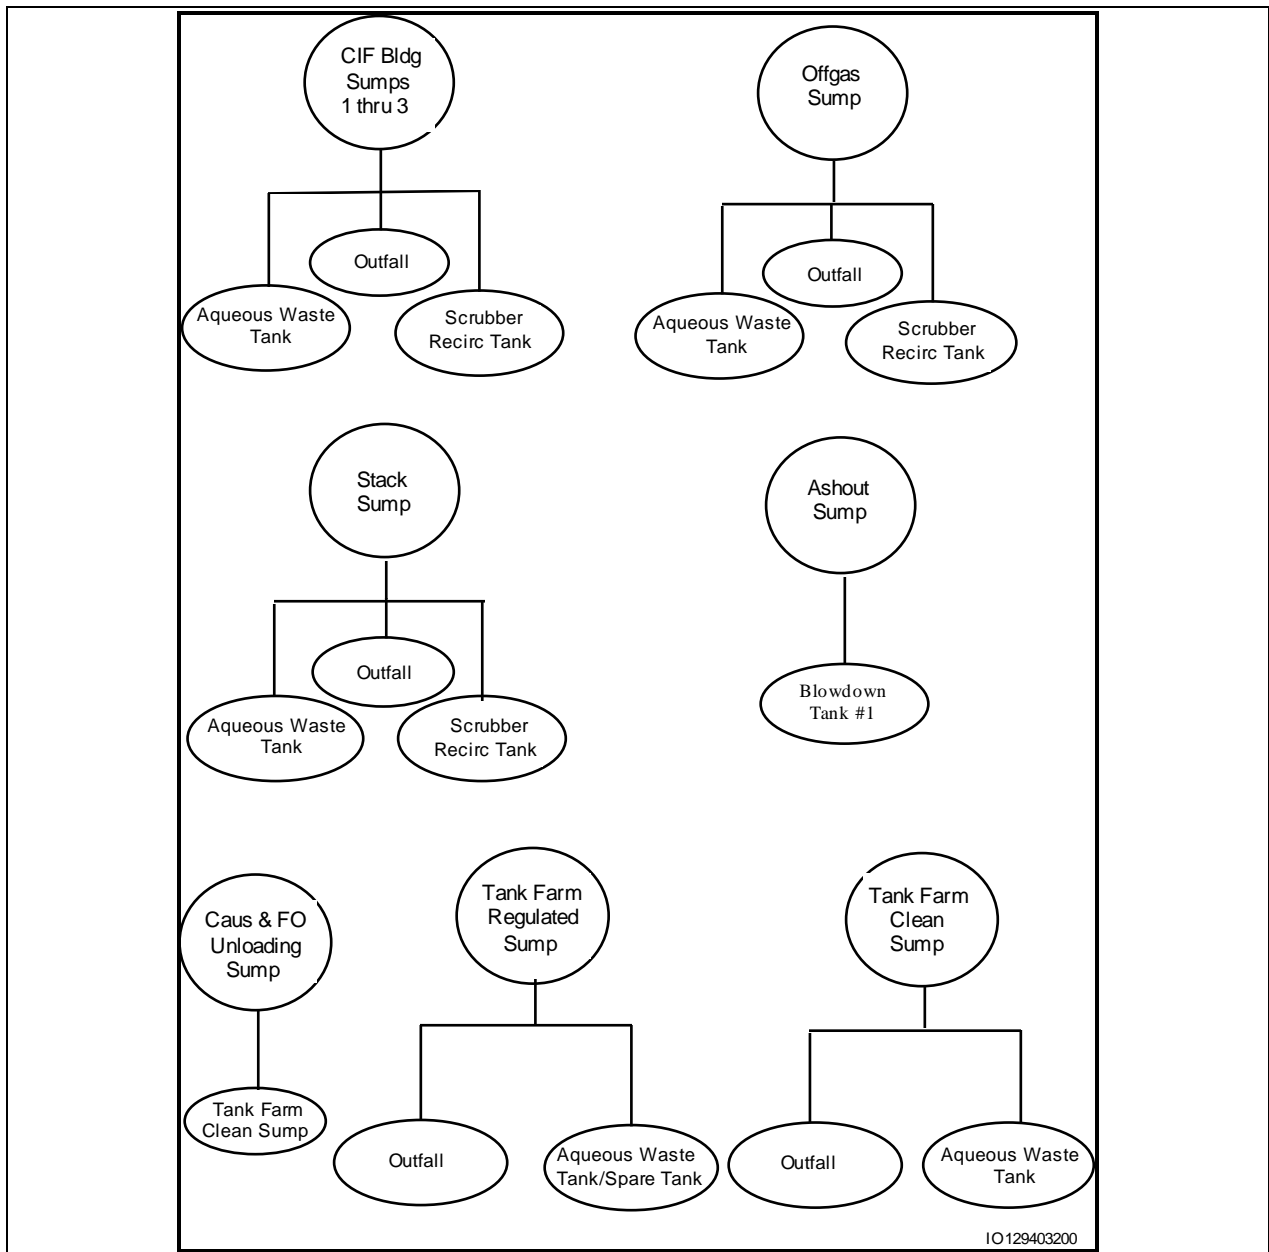 CIF Bldg
Sumps
1 thru 3
Outfall
Aqueous Waste
Tank
Scrubber
Recirc Tank
Offgas
Sump
Outfall
Aqueous Waste
Tank
Scrubber
Recirc Tank
Stack
Sump
Outfall
Aqueous Waste
Tank
Scrubber
Recirc Tank
Ashout
Sump
Blowdown
Tank #1
Caus & FO
Unloading
Sump
Tank Farm
Clean Sump
Tank Farm
Regulated
Sump
Outfall
Aqueous Waste
Tank/Spare Tank
Tank Farm
Clean
Sump
Outfall
Aqueous Waste
Tank
IO129403200